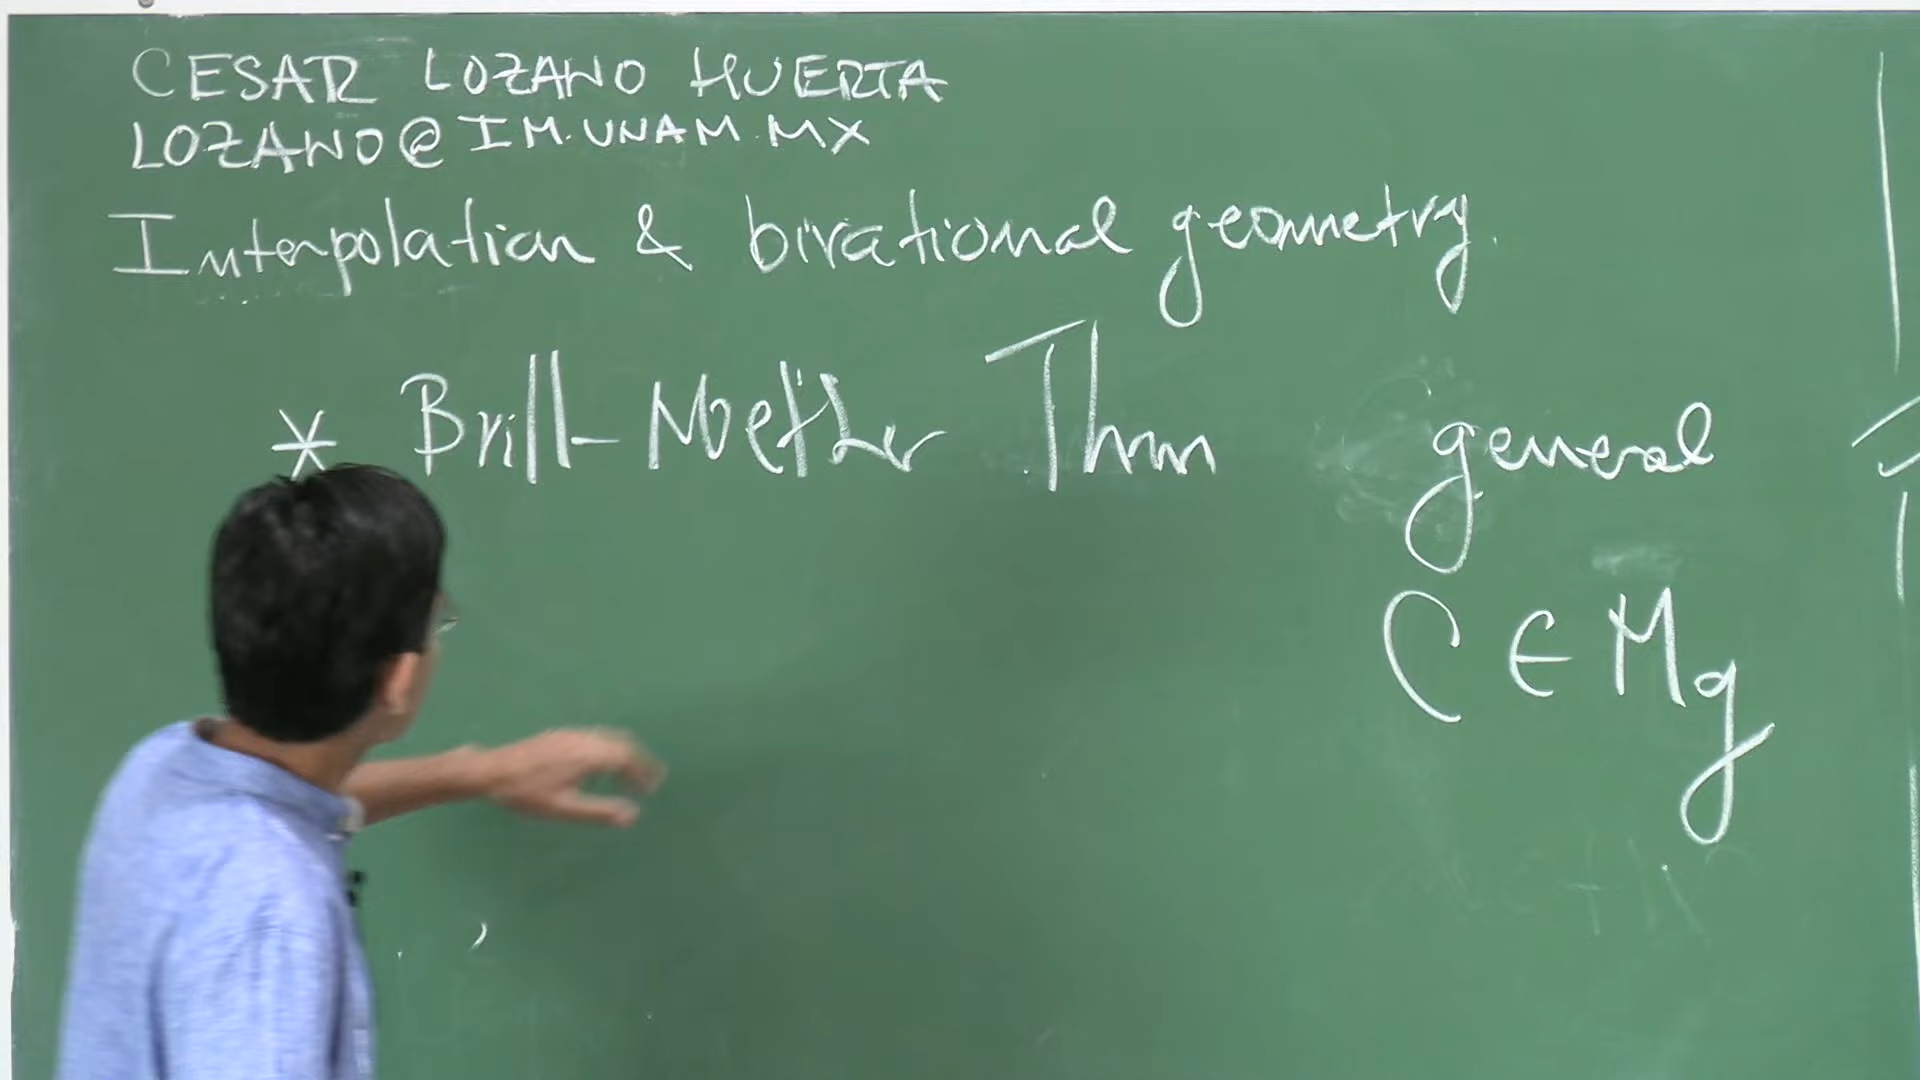 CESAR LOZANO HUERTA
LOZANO@IM.UNAM.MX
Interpolation & birational geometry.
* Brill-Noether Thm general
C ∈ Mg